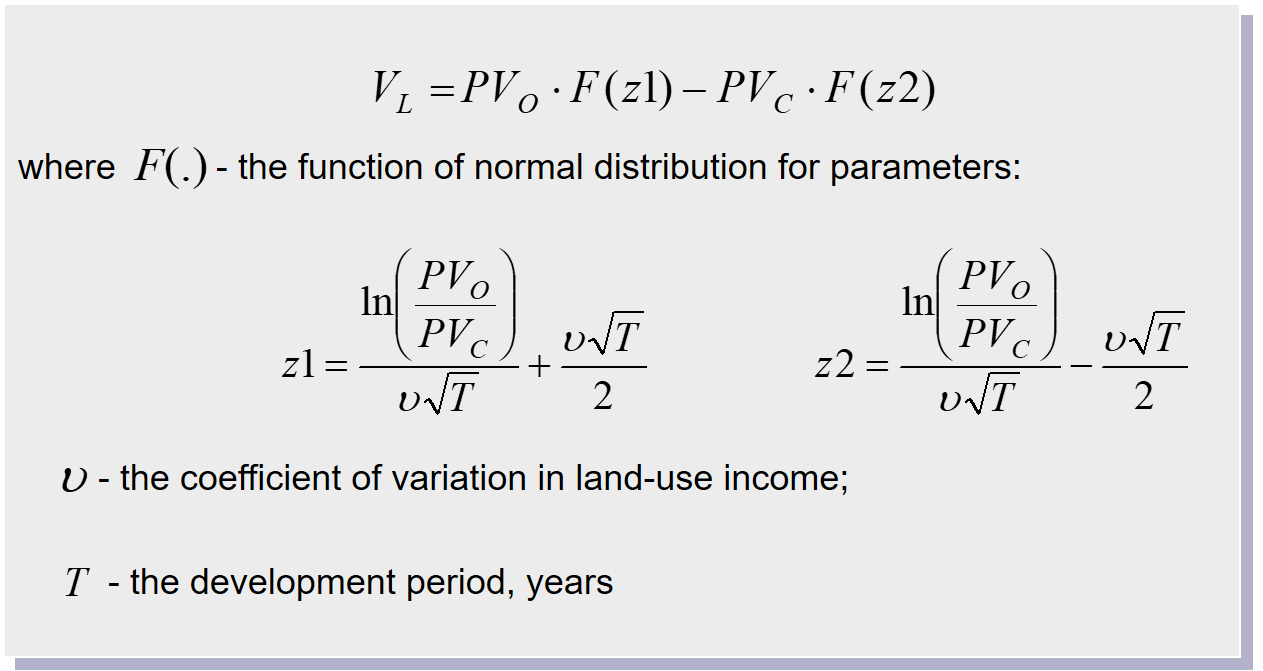 V_L = PV_O · F(z1) − PV_C · F(z2)
where F(.) - the function of normal distribution for parameters:
z1 = ln(PV_O / PV_C) / (υ√T) + (υ√T) / 2    z2 = ln(PV_O / PV_C) / (υ√T) − (υ√T) / 2
υ - the coefficient of variation in land-use income;
T - the development period, years